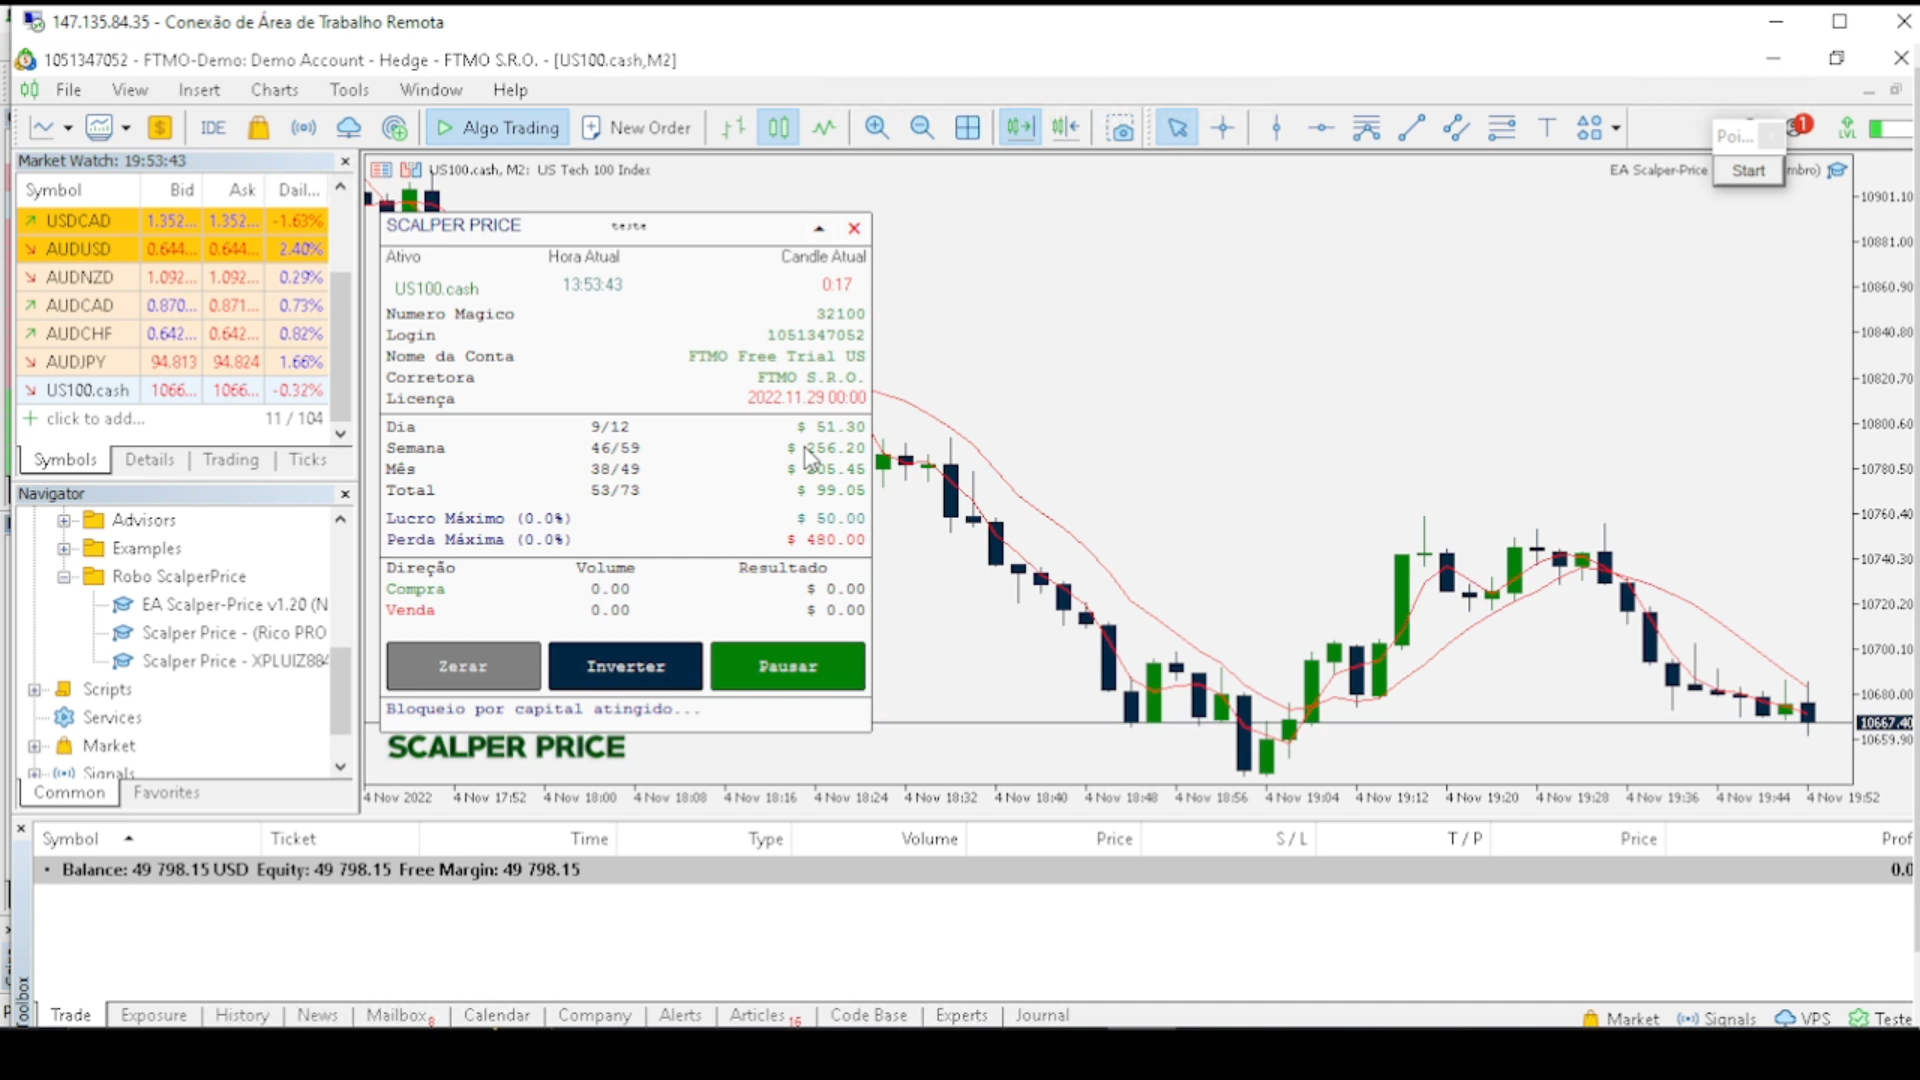 147.135.84.35 - Conexão de Área de Trabalho Remota
1051347052 - FTMO-Demo: Demo Account - Hedge - FTMO S.R.O. - [US100.cash,M2]
File View Insert Charts Tools Window Help
IDE Algo Trading New Order T Poi... 1 LVL
Start
Market Watch: 19:53:43
Symbol Bid Ask Dail...
USDCAD 1.352... 1.352... -1.63%
AUDUSD 0.644... 0.644... 2.40%
AUDNZD 1.092... 1.092... 0.29%
AUDCAD 0.870... 0.871... 0.73%
AUDCHF 0.642... 0.642... 0.82%
AUDJPY 94.813 94.824 1.66%
US100.cash 1066... 1066... -0.32%
click to add... 11 / 104
Symbols Details Trading Ticks
Navigator
Advisors
Examples
Robo ScalperPrice
EA Scalper-Price v1.20 (N
Scalper Price - (Rico PRO
Scalper Price - XPLUIZ884
Scripts
Services
Market
Signals
Common Favorites
US100.cash, M2: US Tech 100 Index
EA Scalper-Price mbro)
SCALPER PRICE teste
Ativo Hora Atual Candle Atual
US100.cash 13:53:43 0:17
Numero Magico 32100
Login 1051347052
Nome da Conta FTMO Free Trial US
Corretora FTMO S.R.O.
Licença 2022.11.29 00:00
Dia 9/12 $ 51.30
Semana 46/59 $ 256.20
Mês 38/49 $ 205.45
Total 53/73 $ 99.05
Lucro Máximo (0.0%) $ 50.00
Perda Máxima (0.0%) $ 480.00
Direção Volume Resultado
Compra 0.00 $ 0.00
Venda 0.00 $ 0.00
Zerar Inverter Pausar
Bloqueio por capital atingido...
SCALPER PRICE
10901.10
10881.00
10860.90
10840.80
10820.70
10800.60
10780.50
10760.40
10740.30
10720.20
10700.10
10680.00
10667.40
10659.90
4 Nov 2022 4 Nov 17:52 4 Nov 18:00 4 Nov 18:08 4 Nov 18:16 4 Nov 18:24 4 Nov 18:32 4 Nov 18:40 4 Nov 18:48 4 Nov 18:56 4 Nov 19:04 4 Nov 19:12 4 Nov 19:20 4 Nov 19:28 4 Nov 19:36 4 Nov 19:44 4 Nov 19:52
Symbol Ticket Time Type Volume Price S / L T / P Price Prof
Balance: 49 798.15 USD Equity: 49 798.15 Free Margin: 49 798.15 0.0
Toolbox
Trade Exposure History News Mailbox 8 Calendar Company Alerts Articles 16 Code Base Experts Journal
Market Signals VPS Teste